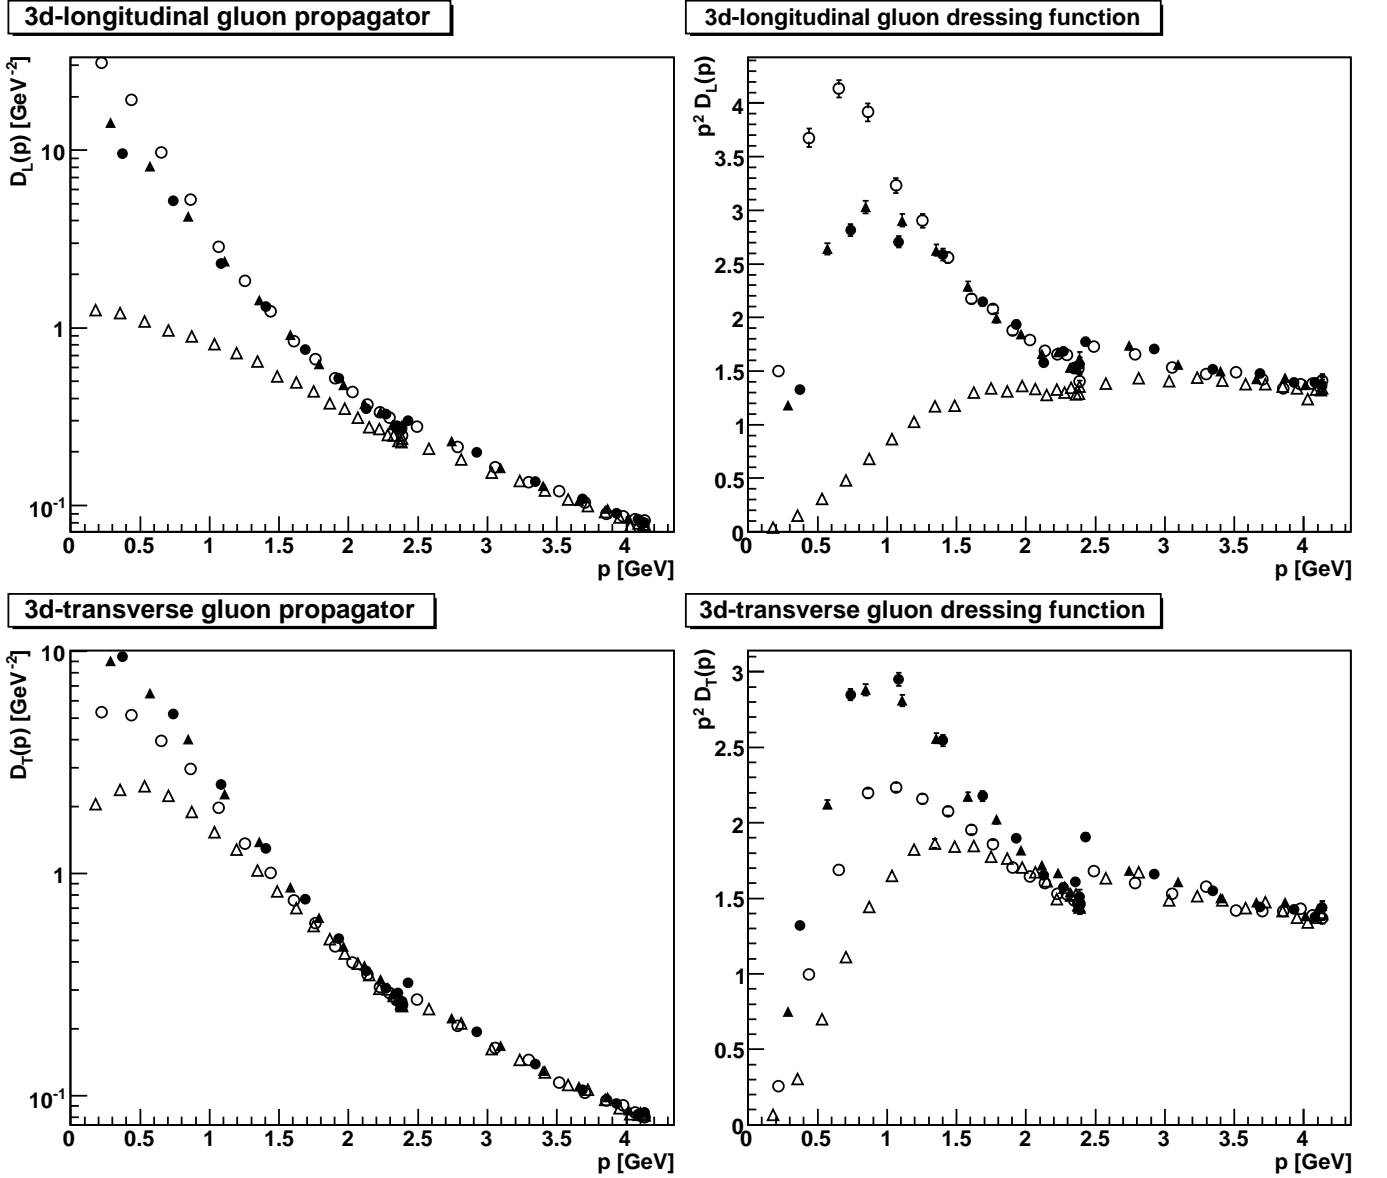 3d-longitudinal gluon propagator
D_L(p) [GeV^-2]
10
1
10^-1
0 0.5 1 1.5 2 2.5 3 3.5 4
p [GeV]
3d-longitudinal gluon dressing function
p^2 D_L(p)
4
3.5
3
2.5
2
1.5
1
0.5
0
0 0.5 1 1.5 2 2.5 3 3.5 4
p [GeV]
3d-transverse gluon propagator
D_T(p) [GeV^-2]
10
1
10^-1
0 0.5 1 1.5 2 2.5 3 3.5 4
p [GeV]
3d-transverse gluon dressing function
p^2 D_T(p)
3
2.5
2
1.5
1
0.5
0
0 0.5 1 1.5 2 2.5 3 3.5 4
p [GeV]